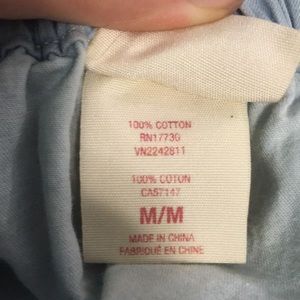 100% COTTON
RN17730
VN2242811
100% COTON
CA57147
M/M
MADE IN CHINA
FABRIQUÉ EN CHINE